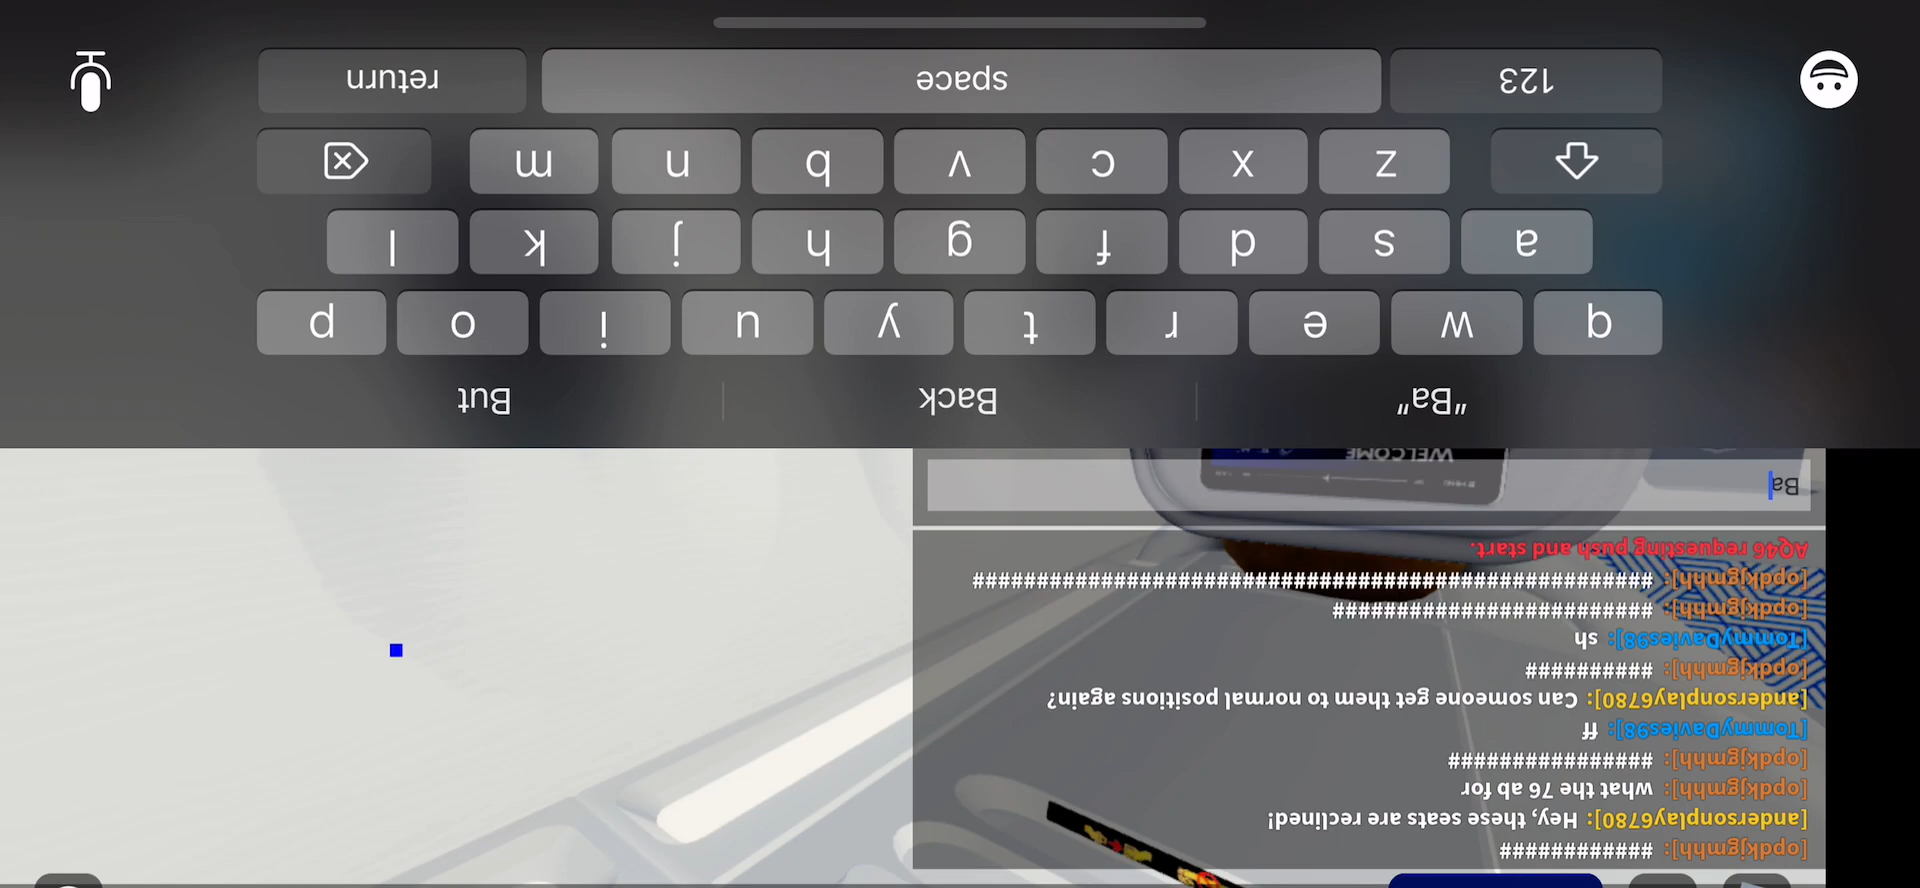 [opdkjgmhh]: ############
[andersonplay6780]: Hey, these seats are reclined!
[opdkjgmhh]: what the 76 ab for
[opdkjgmhh]: ################
[TommyDavies98]: ff
[andersonplay6780]: Can someone get them to normal positions again?
[opdkjgmhh]: ##########
[TommyDavies98]: sh
[opdkjgmhh]: #########################
[opdkjgmhh]: #####################################################
AQ46 requesting push and start.
Ba
WELCOME
"Ba" Back But
q w e r t y u i o p
a s d f g h j k l
z x c v b n m
123 space return